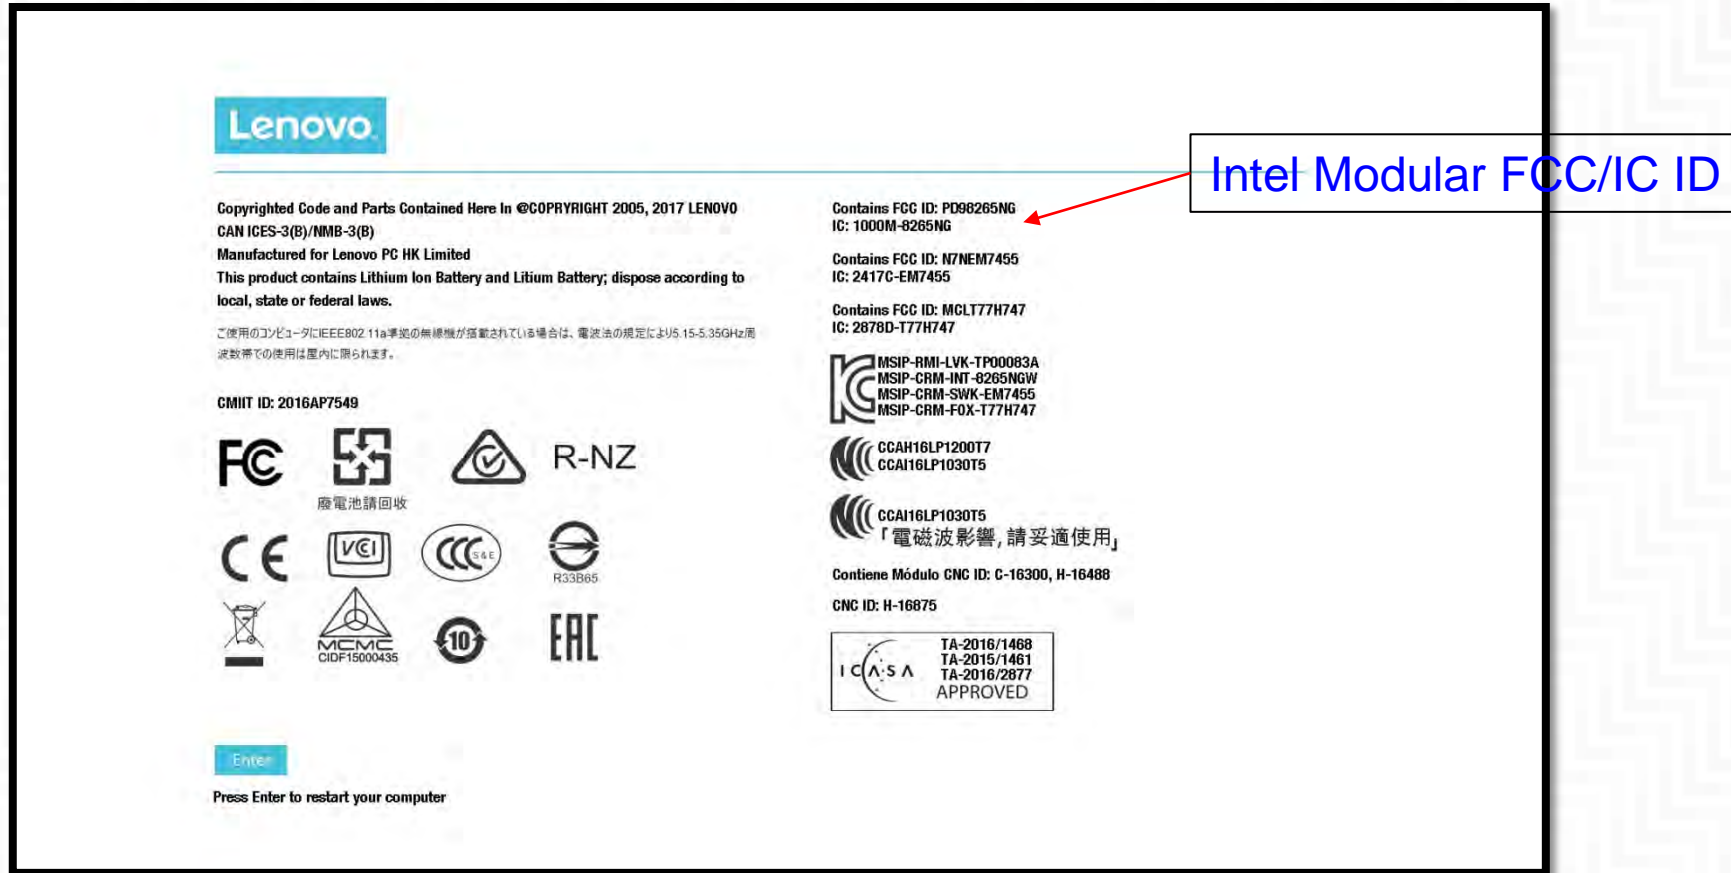 Lenovo
Intel Modular FCC/IC ID
Copyrighted Code and Parts Contained Here In @COPRYRIGHT 2005, 2017 LENOVO
CAN ICES-3(B)/NMB-3(B)
Manufactured for Lenovo PC HK Limited
This product contains Lithium Ion Battery and Litium Battery; dispose according to
local, state or federal laws.
ご使用のコンピュータにIEEE802.11a準拠の無線機が搭載されている場合は、電波法の規定により5.15-5.35GHz周
波数帯での使用は屋内に限られます。
CMIIT ID: 2016AP7549
FC
廢電池請回收
R-NZ
CE
VCI
CCC S&E
R33B65
MCMC
CIDF15000435
10
EAC
Enter
Press Enter to restart your computer
Contains FCC ID: PD98265NG
IC: 1000M-8265NG
Contains FCC ID: N7NEM7455
IC: 2417C-EM7455
Contains FCC ID: MCLT77H747
IC: 2878D-T77H747
MSIP-RMI-LVK-TP00083A
MSIP-CRM-INT-8265NGW
MSIP-CRM-SWK-EM7455
MSIP-CRM-FOX-T77H747
CCAH16LP1200T7
CCAI16LP1030T5
CCAI16LP1030T5
「電磁波影響,請妥適使用」
Contiene Módulo CNC ID: C-16300, H-16488
CNC ID: H-16875
ICASA
TA-2016/1468
TA-2015/1461
TA-2016/2877
APPROVED